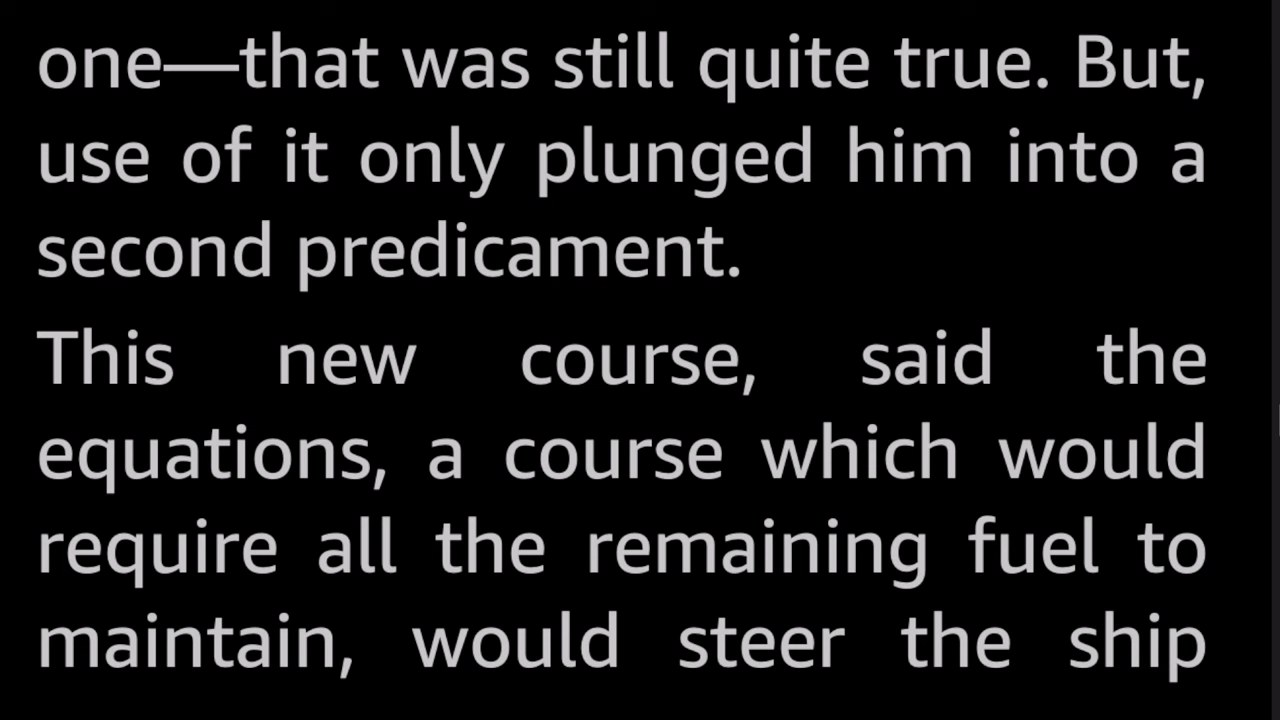 one—that was still quite true. But,
use of it only plunged him into a
second predicament.
This new course, said the
equations, a course which would
require all the remaining fuel to
maintain, would steer the ship